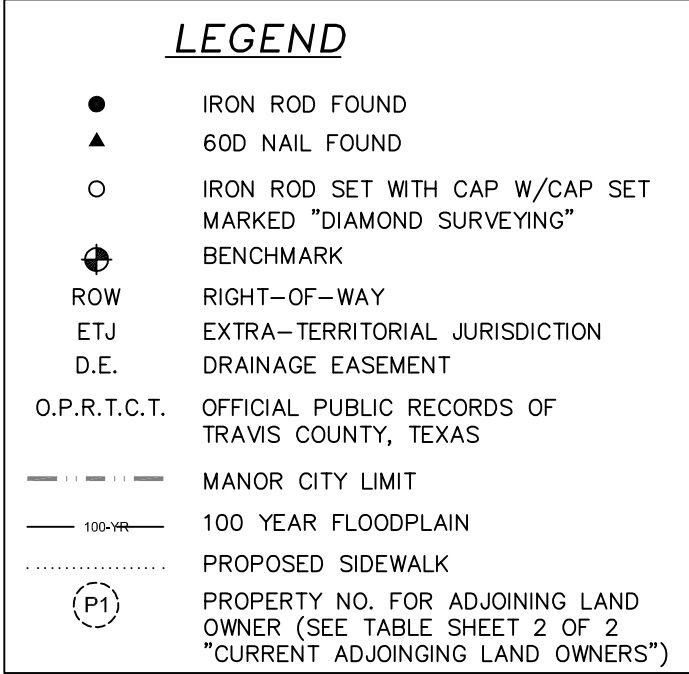 LEGEND
IRON ROD FOUND
60D NAIL FOUND
IRON ROD SET WITH CAP W/CAP SET
MARKED "DIAMOND SURVEYING"
BENCHMARK
ROW RIGHT-OF-WAY
ETJ EXTRA-TERRITORIAL JURISDICTION
D.E. DRAINAGE EASEMENT
O.P.R.T.C.T. OFFICIAL PUBLIC RECORDS OF
TRAVIS COUNTY, TEXAS
MANOR CITY LIMIT
100-YR 100 YEAR FLOODPLAIN
PROPOSED SIDEWALK
P1 PROPERTY NO. FOR ADJOINING LAND
OWNER (SEE TABLE SHEET 2 OF 2
"CURRENT ADJOINGING LAND OWNERS")